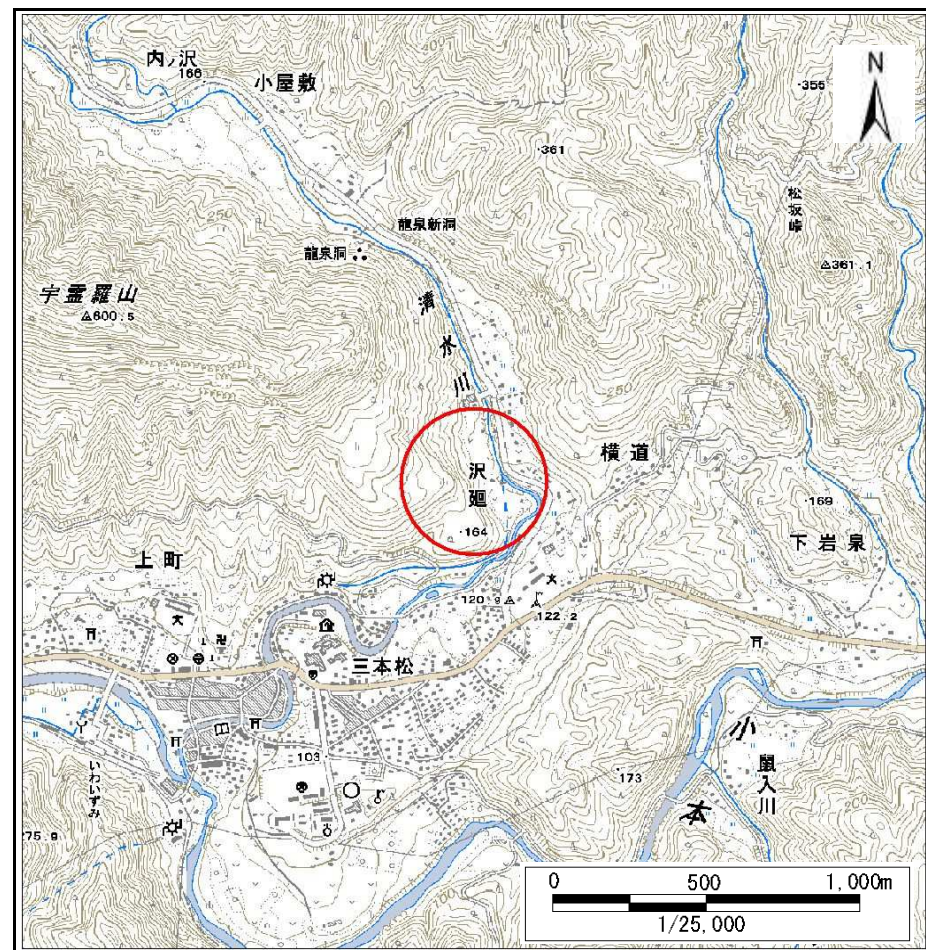 内ノ沢
166
小屋敷
400
N
355
361
松坂峠
250
龍泉新洞
龍泉洞
361.1
宇霊羅山
600.5
清水川
250
横道
沢廻
169
164
下岩泉
上町
120.9
122.2
三本松
103
小本
鼠入川
173
いわいずみ
200
75.9
0 500 1,000m
1/25,000